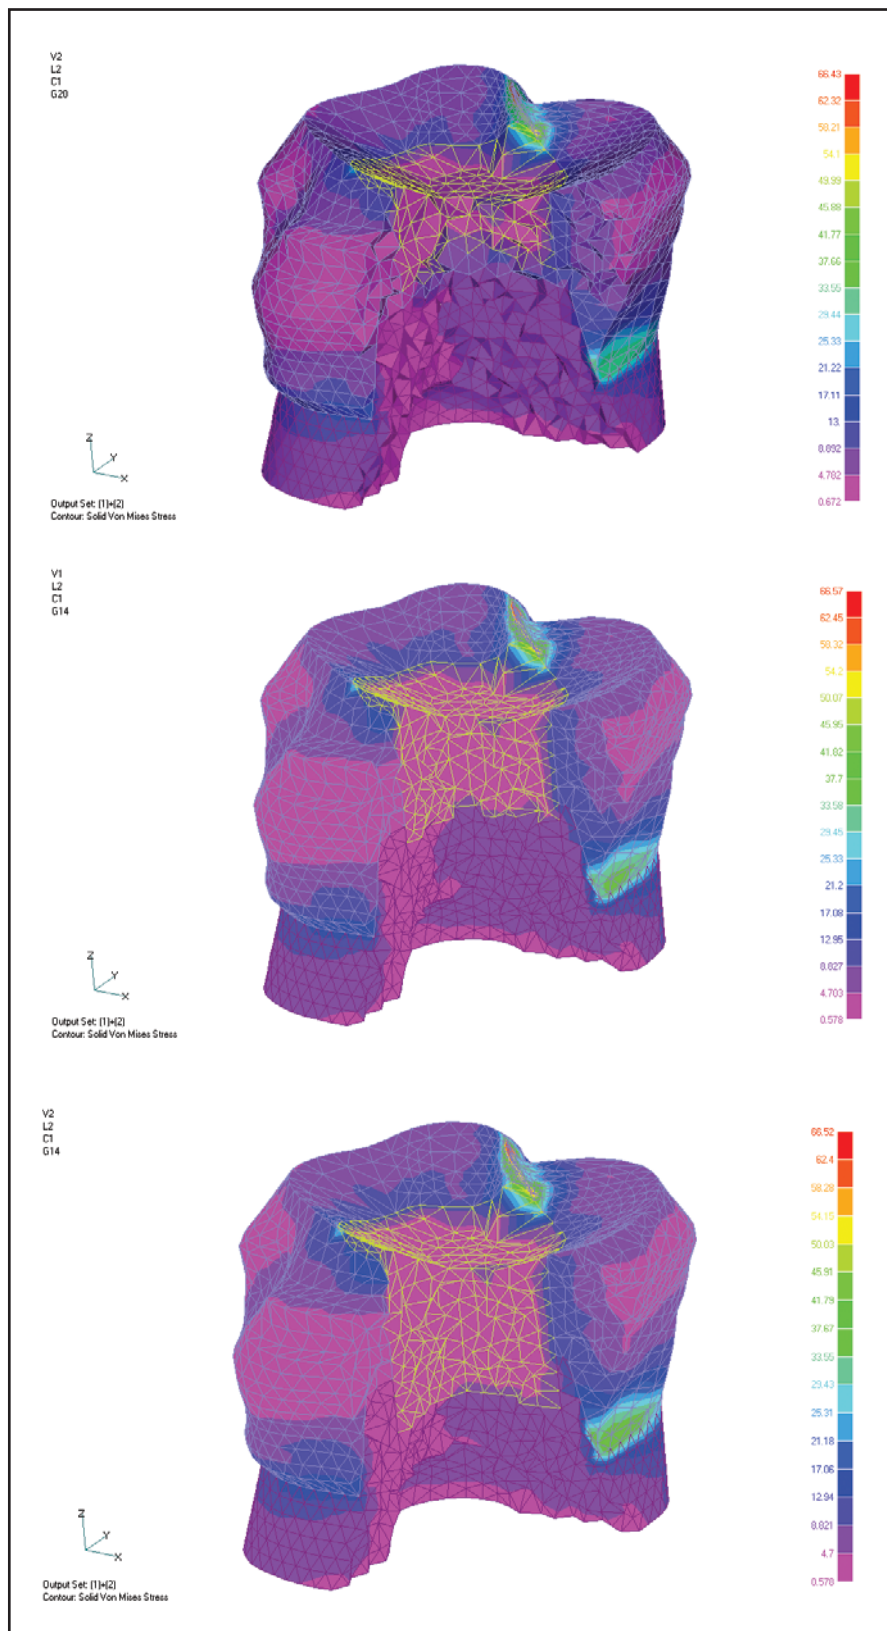 V2
L2
C1
G20
66.43
62.32
58.21
54.1
49.99
45.88
41.77
37.66
33.55
29.44
25.33
21.22
17.11
13.
8.892
4.782
0.672
Z
Y
X
Output Set: (1)+(2)
Contour: Solid Von Mises Stress
V1
L2
C1
G14
66.57
62.45
58.32
54.2
50.07
45.95
41.82
37.7
33.58
29.45
25.33
21.2
17.08
12.95
8.827
4.703
0.578
Z
Y
X
Output Set: (1)+(2)
Contour: Solid Von Mises Stress
V2
L2
C1
G14
66.52
62.4
58.28
54.15
50.03
45.91
41.79
37.67
33.55
29.43
25.31
21.18
17.06
12.94
8.821
4.7
0.578
Z
Y
X
Output Set: (1)+(2)
Contour: Solid Von Mises Stress